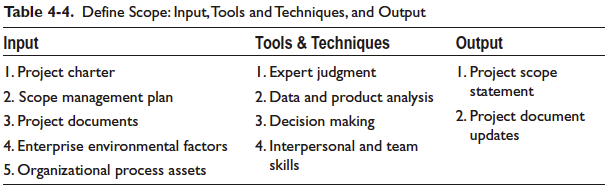 Table 4-4. Define Scope: Input, Tools and Techniques, and Output
Input Tools & Techniques Output
1. Project charter 1. Expert judgment 1. Project scope
statement
2. Scope management plan 2. Data and product analysis 2. Project document
updates
3. Project documents 3. Decision making
4. Enterprise environmental factors 4. Interpersonal and team
skills
5. Organizational process assets